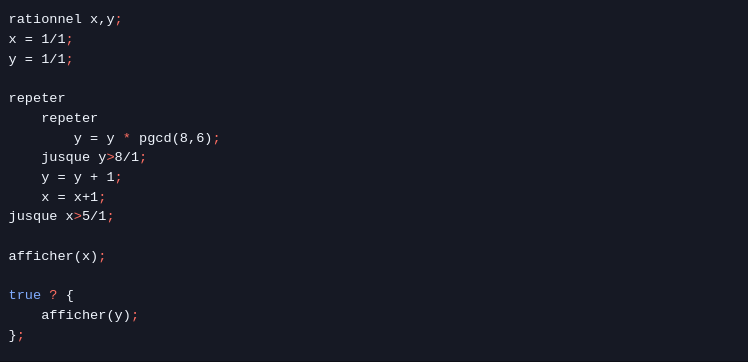 rationnel x,y;
x = 1/1;
y = 1/1;
repeter
repeter
y = y * pgcd(8,6);
jusque y>8/1;
y = y + 1;
x = x+1;
jusque x>5/1;
afficher(x);
true ? {
afficher(y);
};